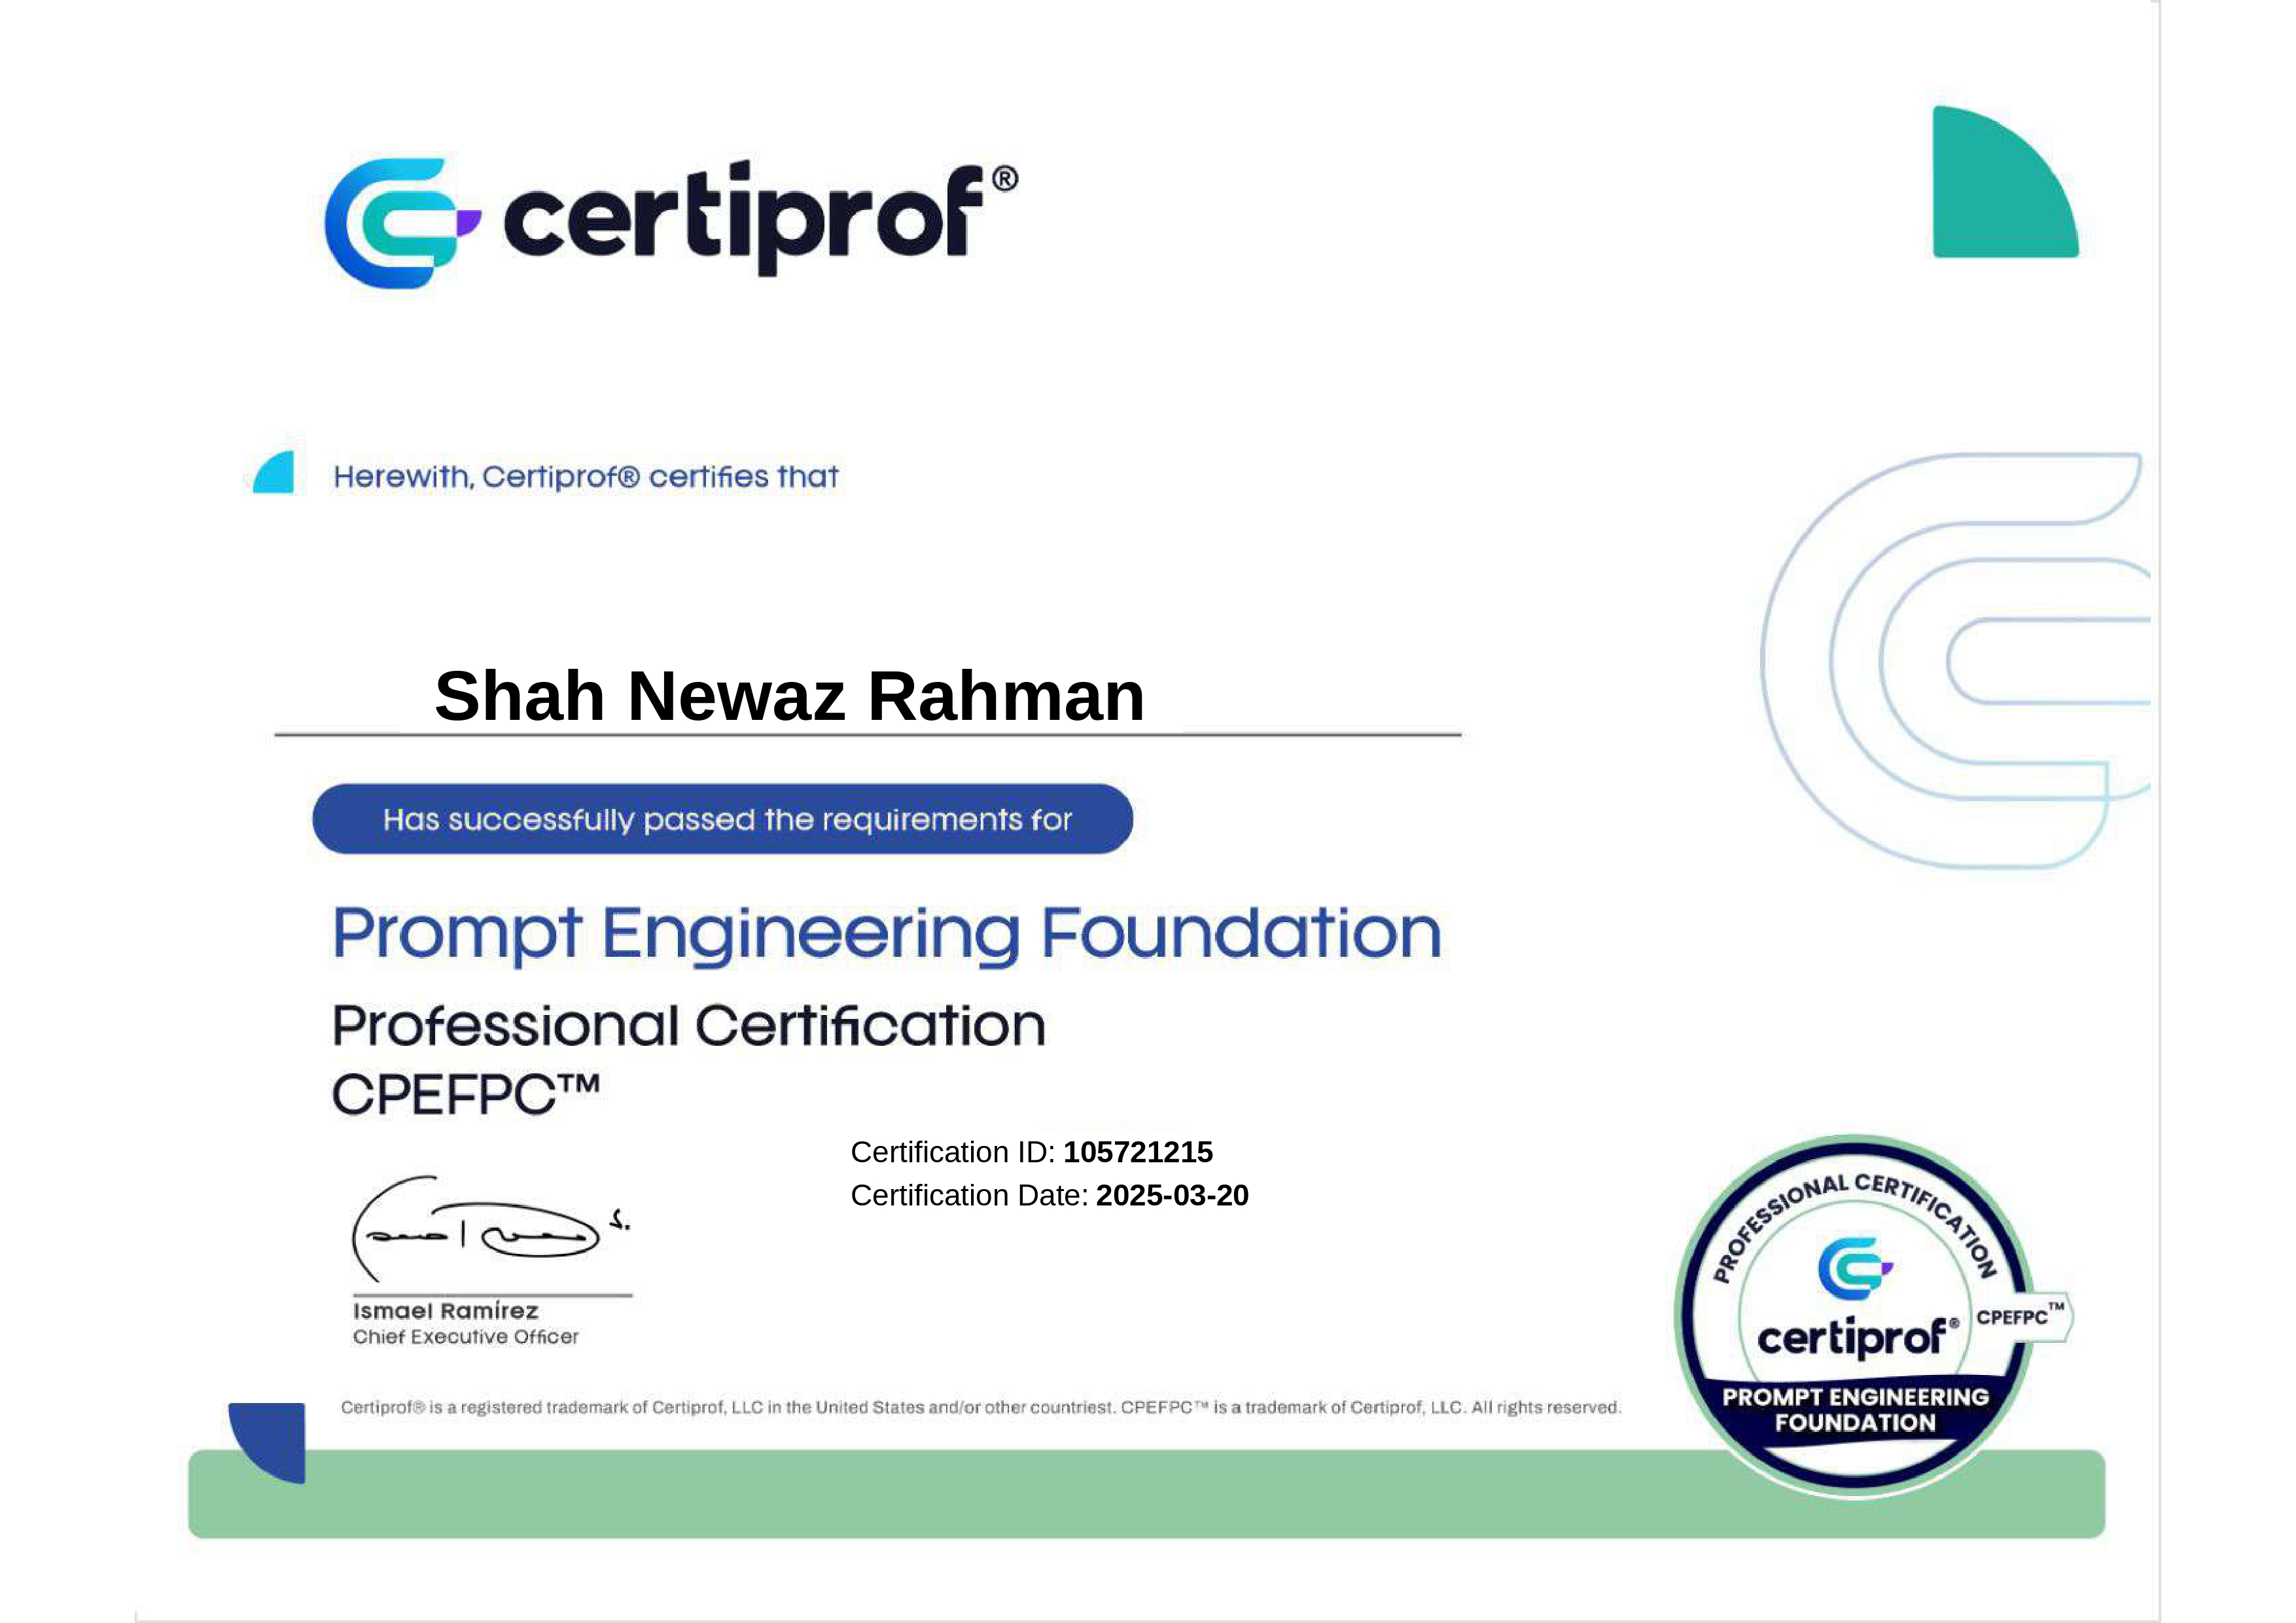 certiprof®
Herewith, Certiprof® certifies that
Shah Newaz Rahman
Has successfully passed the requirements for
Prompt Engineering Foundation
Professional Certification
CPEFPC™
Certification ID: 105721215
Certification Date: 2025-03-20
Ismael Ramírez
Chief Executive Officer
Certiprof® is a registered trademark of Certiprof, LLC in the United States and/or other countriest. CPEFPC™ is a trademark of Certiprof, LLC. All rights reserved.
PROFESSIONAL CERTIFICATION
certiprof®
CPEFPC™
PROMPT ENGINEERING
FOUNDATION